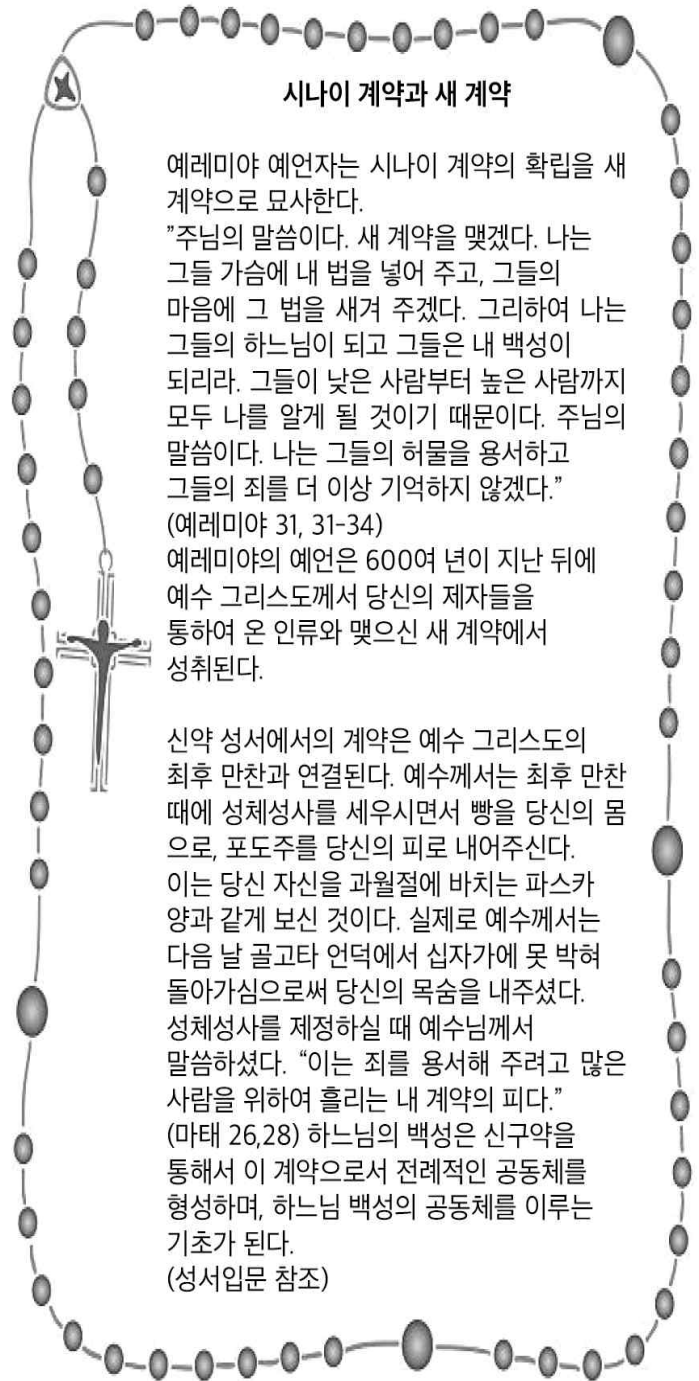 시나이 계약과 새 계약
예레미야 예언자는 시나이 계약의 확립을 새
계약으로 묘사한다.
”주님의 말씀이다. 새 계약을 맺겠다. 나는
그들 가슴에 내 법을 넣어 주고, 그들의
마음에 그 법을 새겨 주겠다. 그리하여 나는
그들의 하느님이 되고 그들은 내 백성이
되리라. 그들이 낮은 사람부터 높은 사람까지
모두 나를 알게 될 것이기 때문이다. 주님의
말씀이다. 나는 그들의 허물을 용서하고
그들의 죄를 더 이상 기억하지 않겠다.”
(예레미야 31, 31-34)
예레미야의 예언은 600여 년이 지난 뒤에
예수 그리스도께서 당신의 제자들을
통하여 온 인류와 맺으신 새 계약에서
성취된다.
신약 성서에서의 계약은 예수 그리스도의
최후 만찬과 연결된다. 예수께서는 최후 만찬
때에 성체성사를 세우시면서 빵을 당신의 몸
으로, 포도주를 당신의 피로 내어주신다.
이는 당신 자신을 과월절에 바치는 파스카
양과 같게 보신 것이다. 실제로 예수께서는
다음 날 골고타 언덕에서 십자가에 못 박혀
돌아가심으로써 당신의 목숨을 내주셨다.
성체성사를 제정하실 때 예수님께서
말씀하셨다. “이는 죄를 용서해 주려고 많은
사람을 위하여 흘리는 내 계약의 피다.”
(마태 26,28) 하느님의 백성은 신구약을
통해서 이 계약으로서 전례적인 공동체를
형성하며, 하느님 백성의 공동체를 이루는
기초가 된다.
(성서입문 참조)